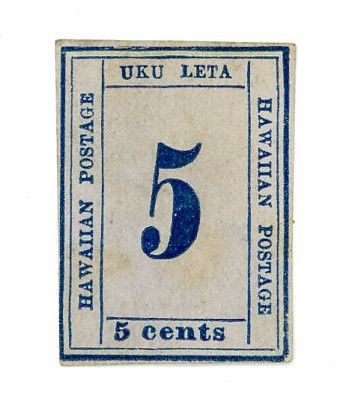 UKU LETA
HAWAIIAN POSTAGE
5
HAWAIIAN POSTAGE
5 cents